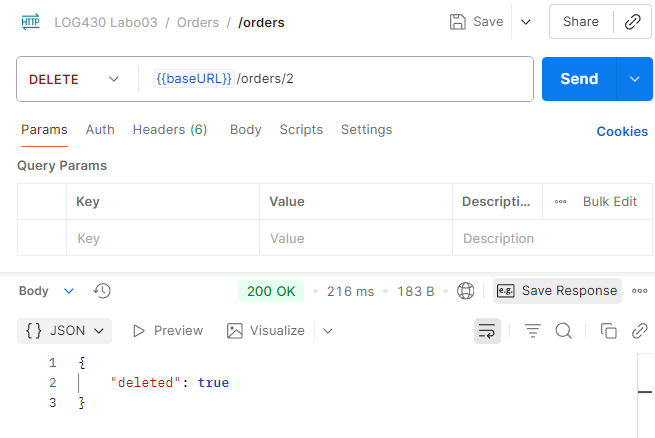 HTTP LOG430 Labo03 / Orders / /orders Save Share
DELETE {{baseURL}} /orders/2 Send
Params Auth Headers (6) Body Scripts Settings Cookies
Query Params
Key Value Descripti... Bulk Edit
Key Value Description
Body 200 OK 216 ms 183 B e.g. Save Response
{} JSON Preview Visualize
1 {
2 "deleted": true
3 }